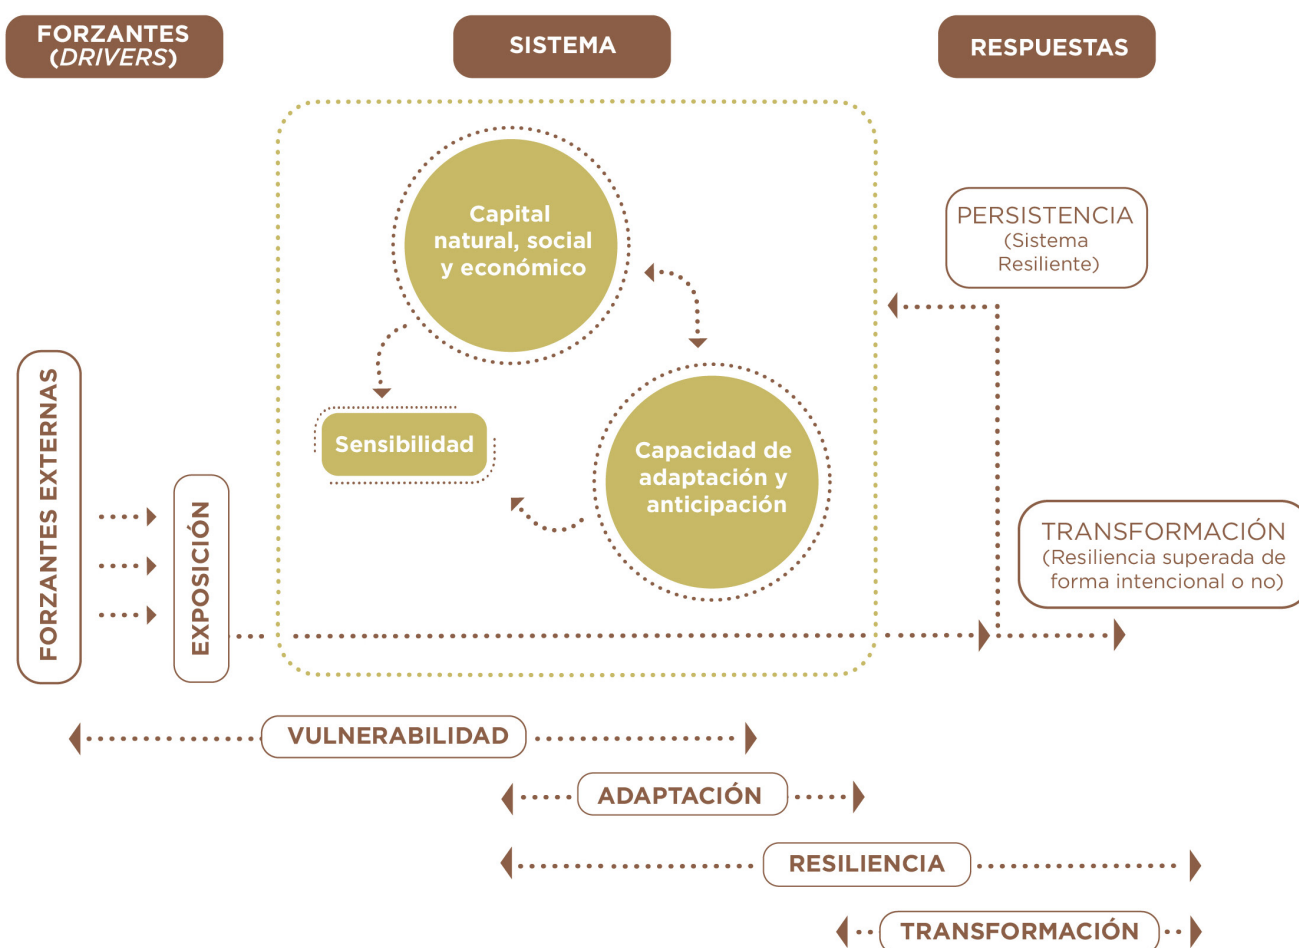 FORZANTES
(DRIVERS)
SISTEMA
RESPUESTAS
Capital
natural, social
y económico
PERSISTENCIA
(Sistema
Resiliente)
Sensibilidad
Capacidad de
adaptación y
anticipación
FORZANTES EXTERNAS
EXPOSICIÓN
TRANSFORMACIÓN
(Resiliencia superada de
forma intencional o no)
VULNERABILIDAD
ADAPTACIÓN
RESILIENCIA
TRANSFORMACIÓN